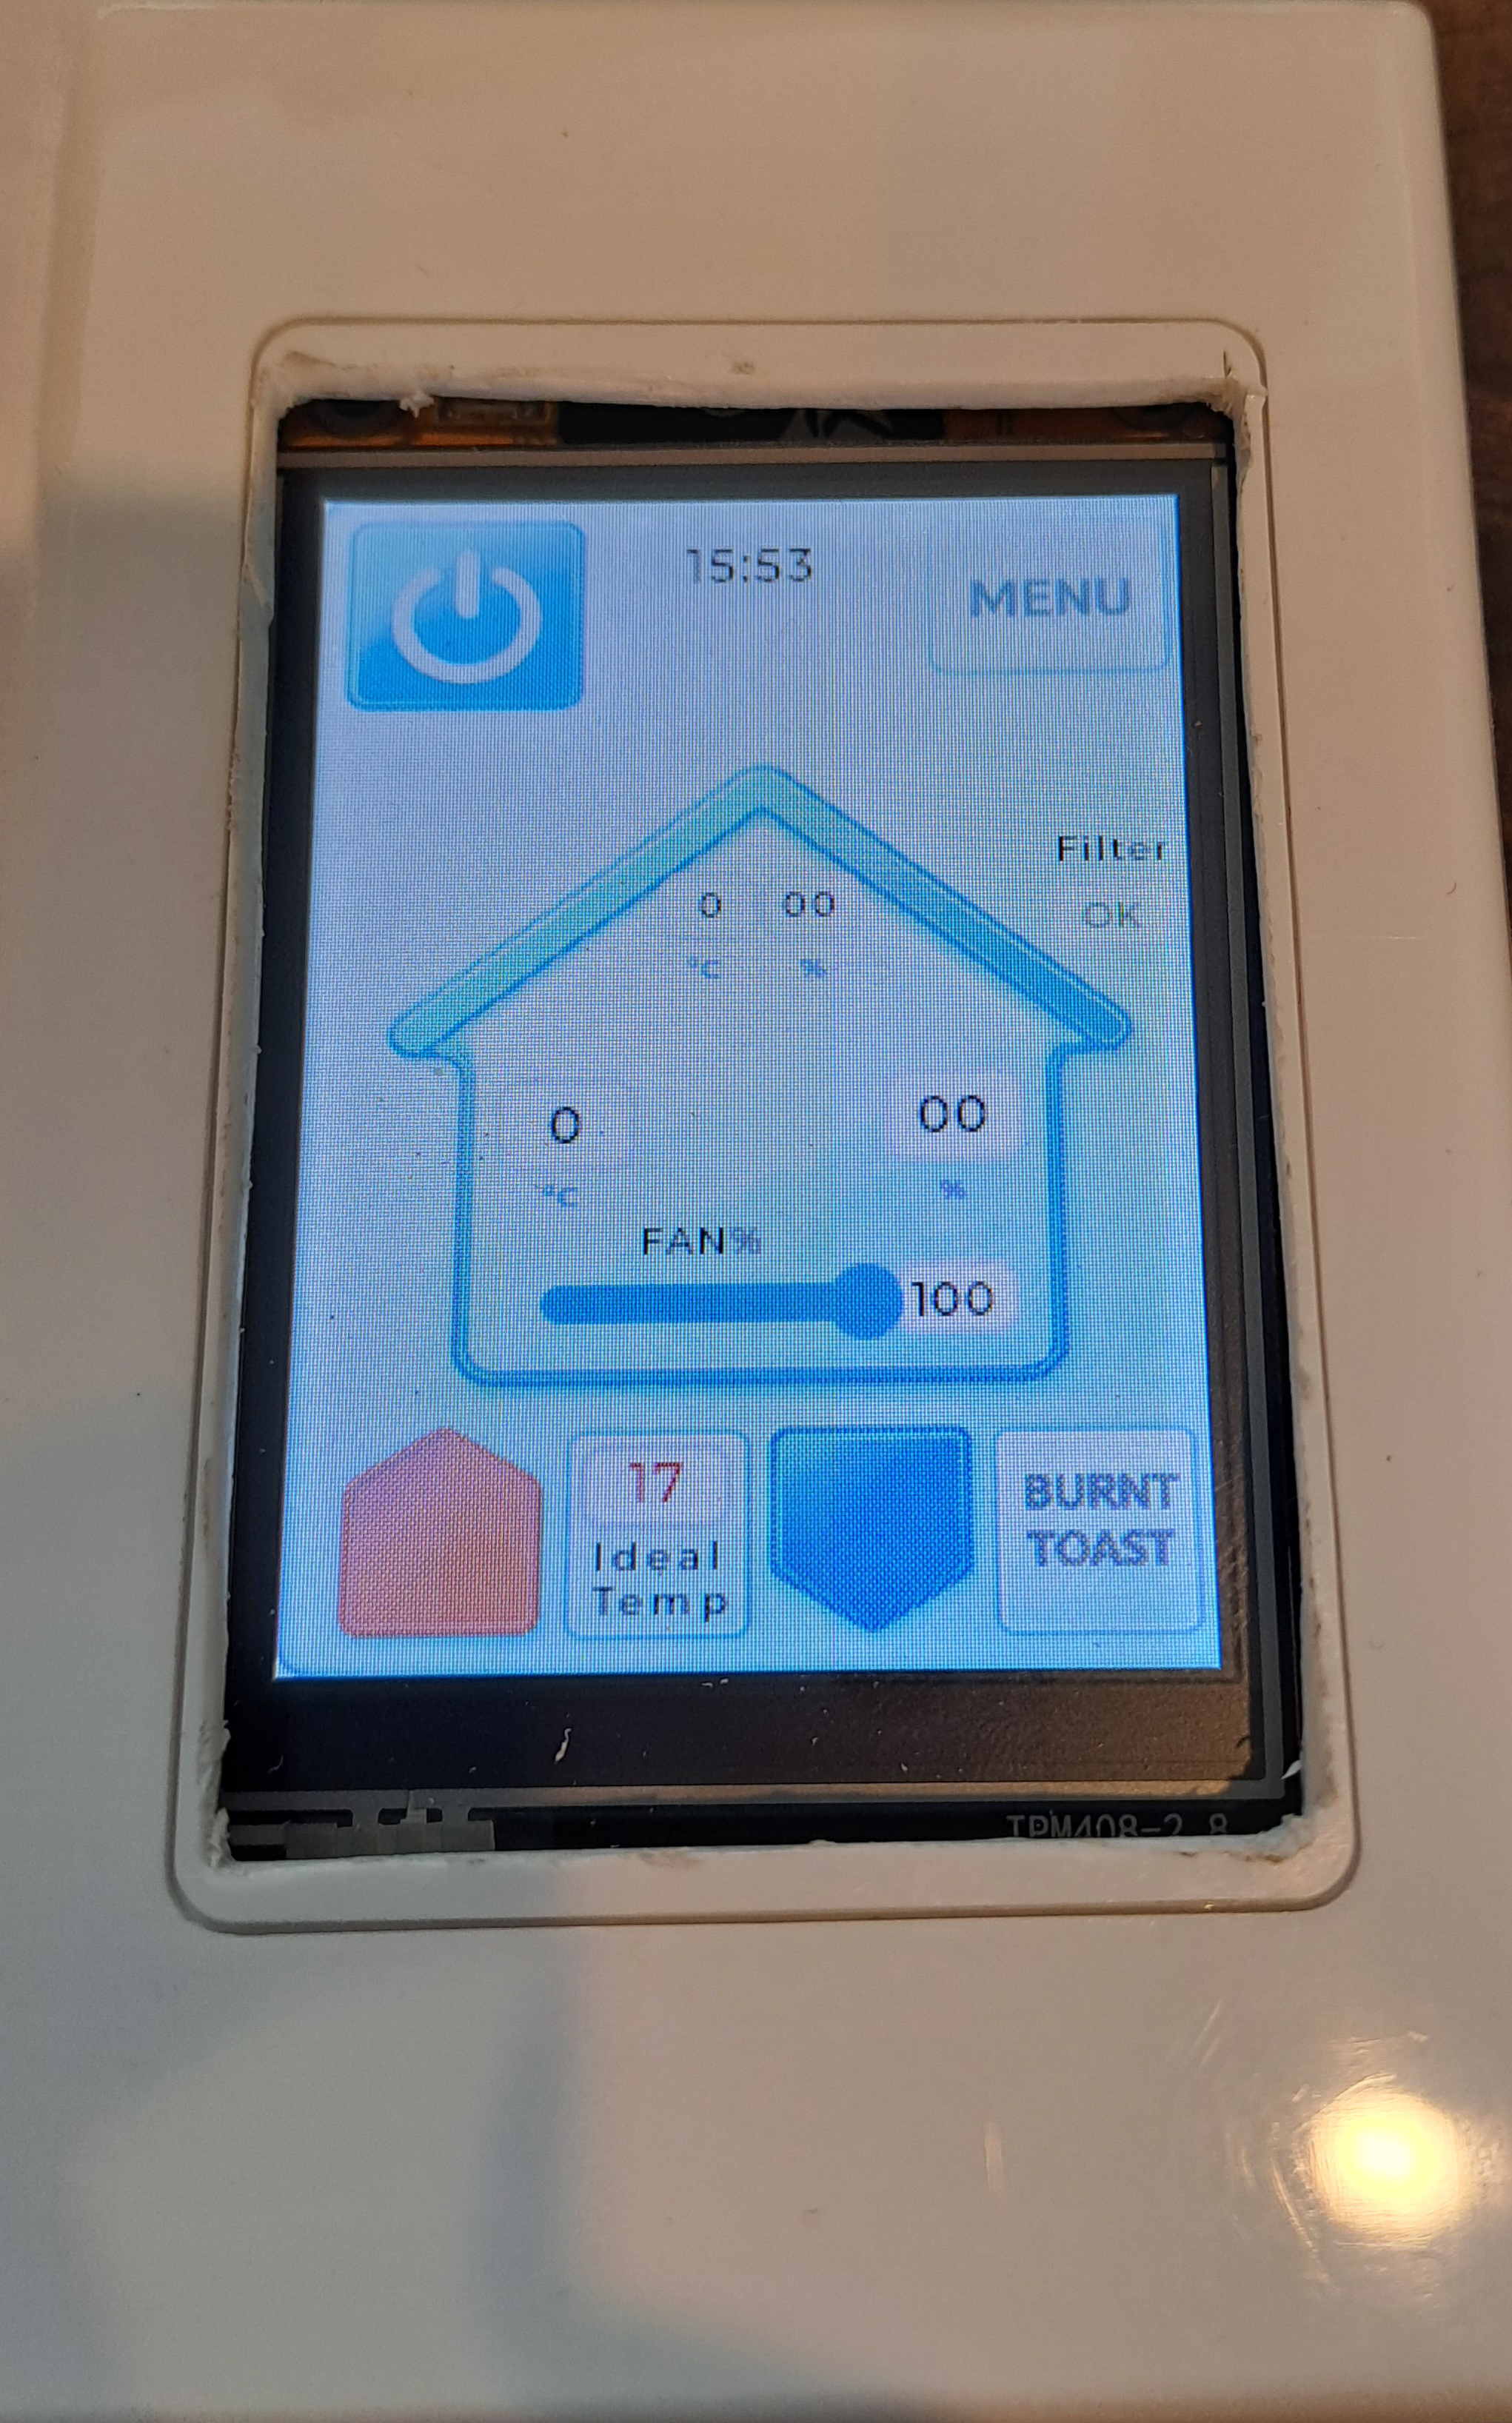 15:53
MENU
Filter
OK
0 00
°C %
0 00
°C %
FAN%
100
17
Ideal
Temp
BURNT
TOAST
TPM408-2.8